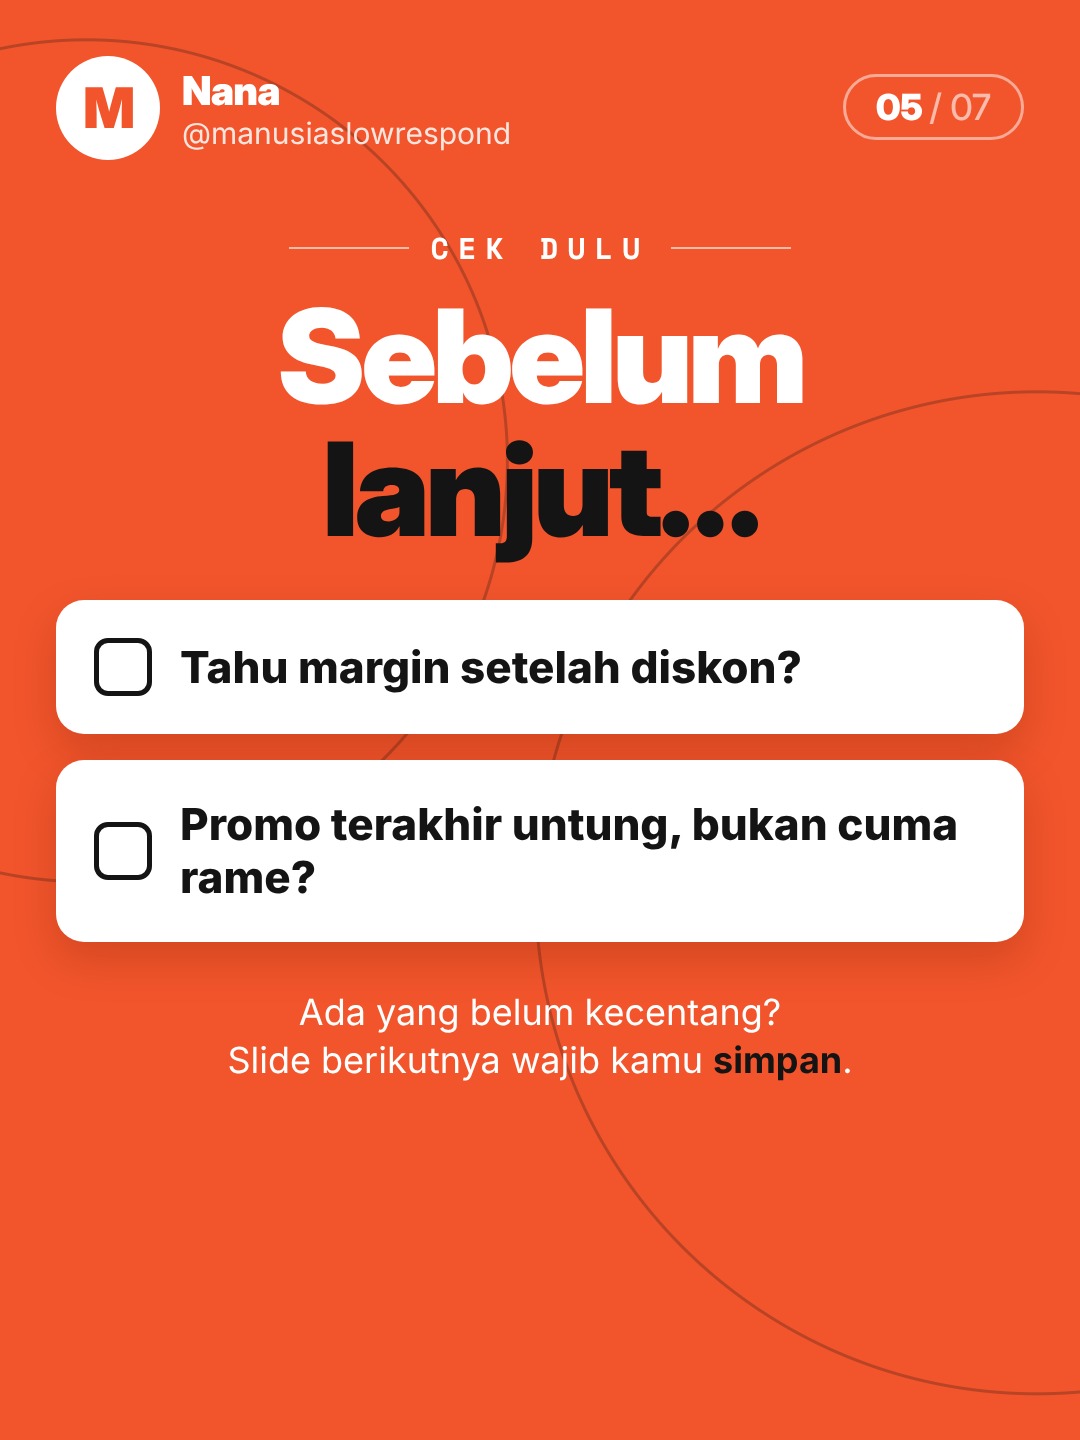 M
Nana
@manusiaslowrespond
05 / 07
CEK DULU
Sebelum
lanjut...
Tahu margin setelah diskon?
Promo terakhir untung, bukan cuma
rame?
Ada yang belum kecentang?
Slide berikutnya wajib kamu simpan.